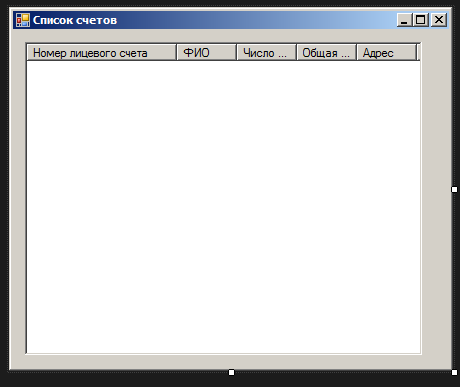 Список счетов
Номер лицевого счета ФИО Число ... Общая ... Адрес